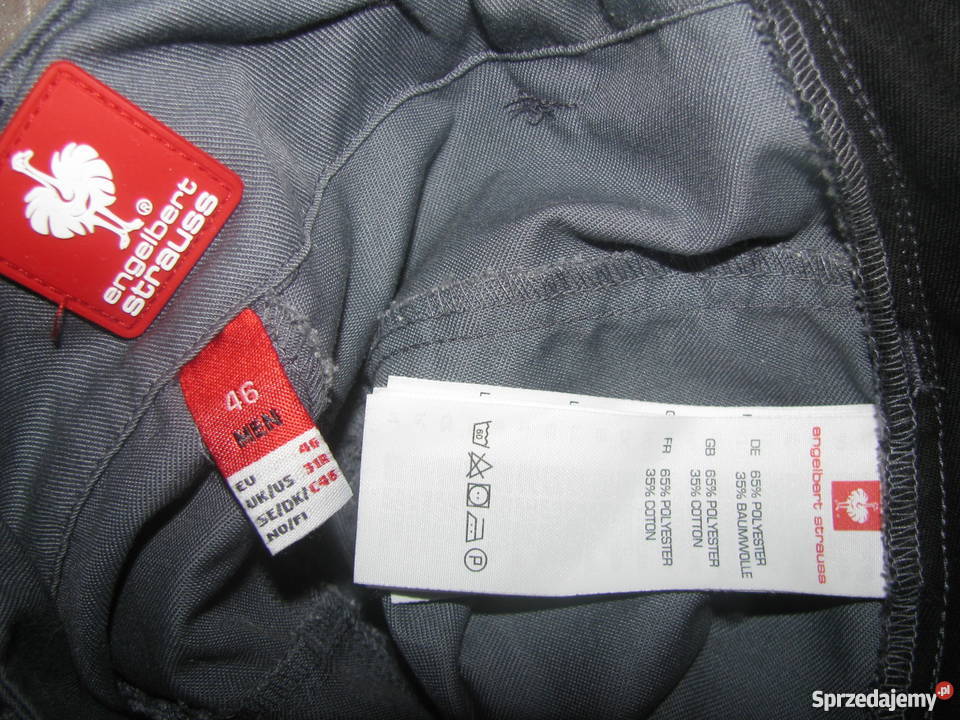 ®
engelbert
strauss
46
MEN
EU 46
UK/US 31R
SE/DK/ C46
NO/FI
engelbert strauss
DE 65% POLYESTER
35% BAUMWOLLE
GB 65% POLYESTER
35% COTTON
FR 65% POLYESTER
35% COTON
60
P
Sprzedajemy.pl